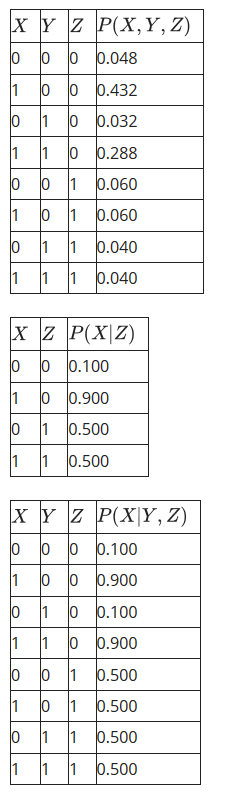 X Y Z P(X, Y, Z)
0 0 0 0.048
1 0 0 0.432
0 1 0 0.032
1 1 0 0.288
0 0 1 0.060
1 0 1 0.060
0 1 1 0.040
1 1 1 0.040
X Z P(X|Z)
0 0 0.100
1 0 0.900
0 1 0.500
1 1 0.500
X Y Z P(X|Y, Z)
0 0 0 0.100
1 0 0 0.900
0 1 0 0.100
1 1 0 0.900
0 0 1 0.500
1 0 1 0.500
0 1 1 0.500
1 1 1 0.500